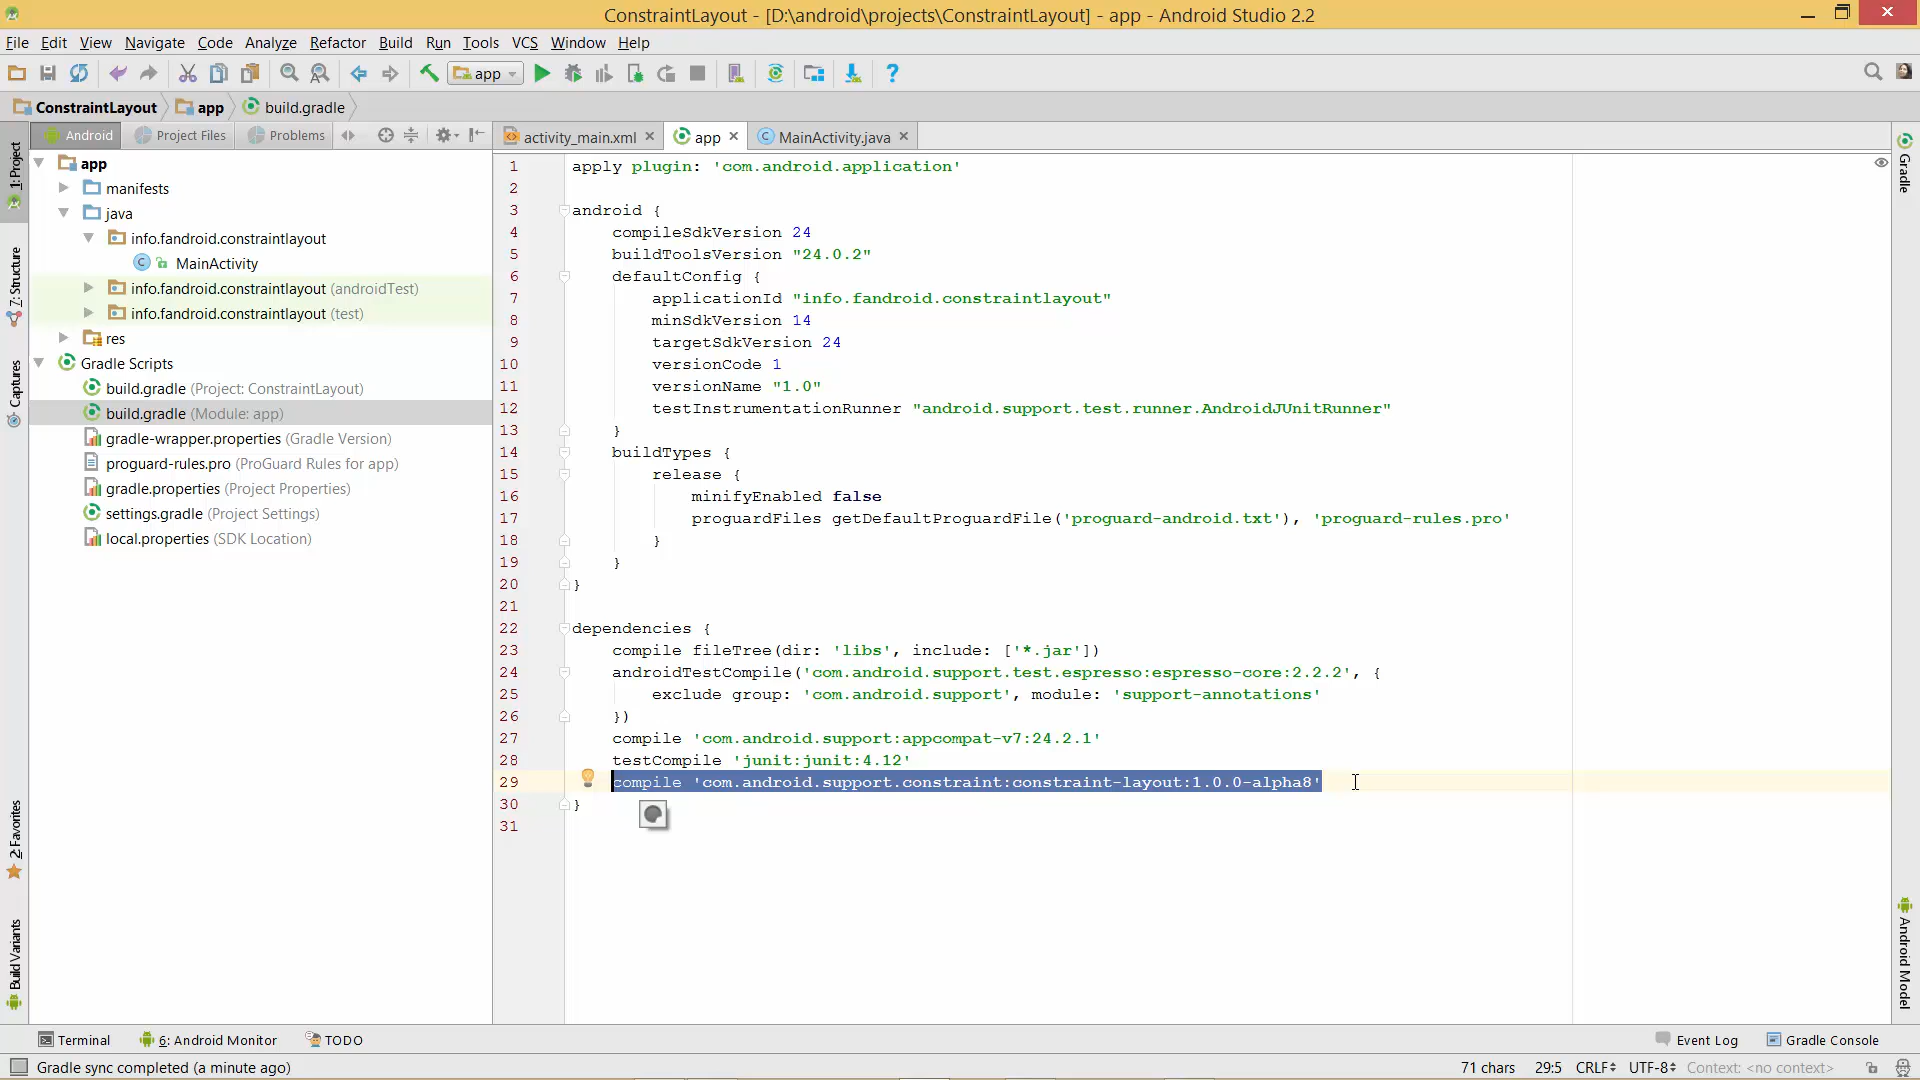 ConstraintLayout - [D:\android\projects\ConstraintLayout] - app - Android Studio 2.2
File Edit View Navigate Code Analyze Refactor Build Run Tools VCS Window Help
app
ConstraintLayout app build.gradle
Android Project Files Problems
activity_main.xml app MainActivity.java
1: Project
7: Structure
Captures
2: Favorites
Build Variants
app
manifests
java
info.fandroid.constraintlayout
MainActivity
info.fandroid.constraintlayout (androidTest)
info.fandroid.constraintlayout (test)
res
Gradle Scripts
build.gradle (Project: ConstraintLayout)
build.gradle (Module: app)
gradle-wrapper.properties (Gradle Version)
proguard-rules.pro (ProGuard Rules for app)
gradle.properties (Project Properties)
settings.gradle (Project Settings)
local.properties (SDK Location)
1 apply plugin: 'com.android.application'
2
3 android {
4 compileSdkVersion 24
5 buildToolsVersion "24.0.2"
6 defaultConfig {
7 applicationId "info.fandroid.constraintlayout"
8 minSdkVersion 14
9 targetSdkVersion 24
10 versionCode 1
11 versionName "1.0"
12 testInstrumentationRunner "android.support.test.runner.AndroidJUnitRunner"
13 }
14 buildTypes {
15 release {
16 minifyEnabled false
17 proguardFiles getDefaultProguardFile('proguard-android.txt'), 'proguard-rules.pro'
18 }
19 }
20 }
21
22 dependencies {
23 compile fileTree(dir: 'libs', include: ['*.jar'])
24 androidTestCompile('com.android.support.test.espresso:espresso-core:2.2.2', {
25 exclude group: 'com.android.support', module: 'support-annotations'
26 })
27 compile 'com.android.support:appcompat-v7:24.2.1'
28 testCompile 'junit:junit:4.12'
29 compile 'com.android.support.constraint:constraint-layout:1.0.0-alpha8'
30 }
31
Gradle
Android Model
Terminal 6: Android Monitor TODO Event Log Gradle Console
Gradle sync completed (a minute ago) 71 chars 29:5 CRLF UTF-8 Context: <no context>